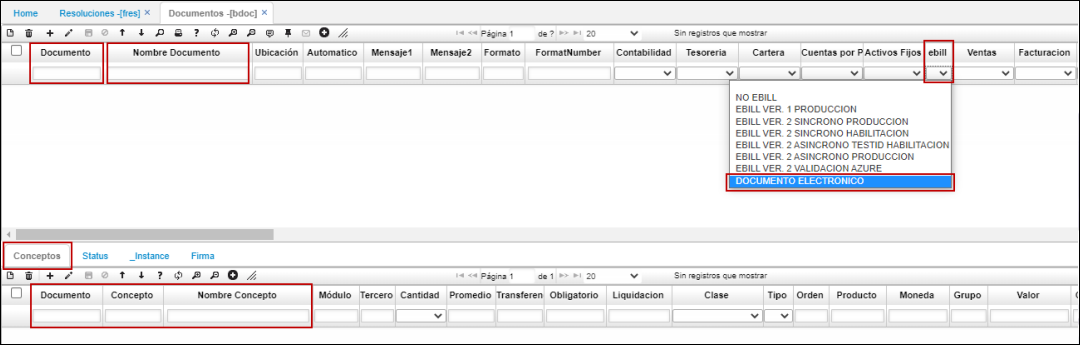 Home Resoluciones -[fres] × Documentos -[bdoc] ×
Página 1 de ? 20 Sin registros que mostrar
Documento Nombre Documento Ubicación Automatico Mensaje1 Mensaje2 Formato FormatNumber Contabilidad Tesoreria Cartera Cuentas por P Activos Fijos ebill Ventas Facturacion
NO EBILL
EBILL VER. 1 PRODUCCION
EBILL VER. 2 SINCRONO PRODUCCION
EBILL VER. 2 SINCRONO HABILITACION
EBILL VER. 2 ASINCRONO TESTID HABILITACION
EBILL VER. 2 ASINCRONO PRODUCCION
EBILL VER. 2 VALIDACION AZURE
DOCUMENTO ELECTRONICO
Conceptos Status _Instance Firma
Página 1 de 1 20 Sin registros que mostrar
Documento Concepto Nombre Concepto Módulo Tercero Cantidad Promedio Transferen Obligatorio Liquidacion Clase Tipo Orden Producto Moneda Grupo Valor